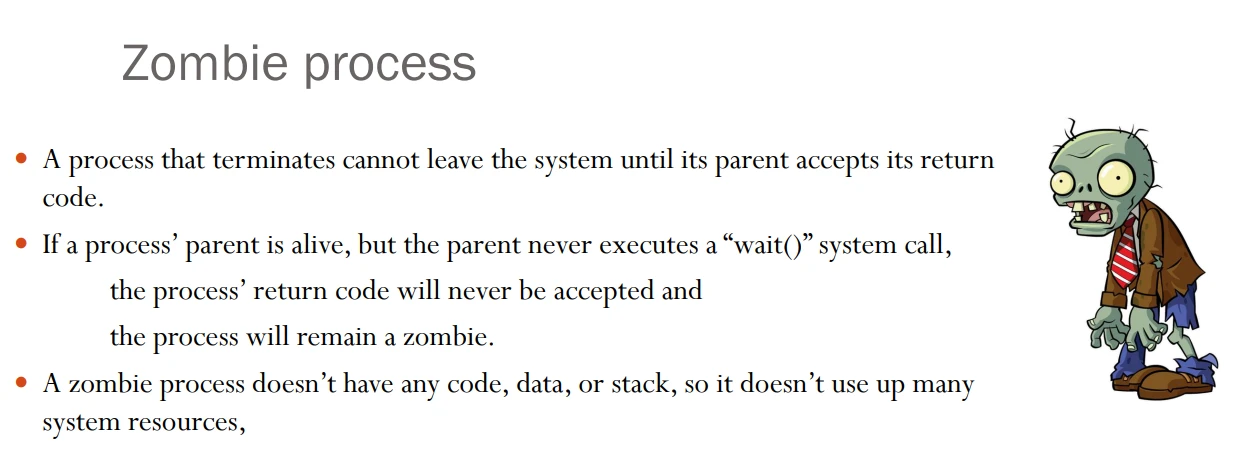 Zombie process
• A process that terminates cannot leave the system until its parent accepts its return
code.
• If a process’ parent is alive, but the parent never executes a “wait()” system call,
the process’ return code will never be accepted and
the process will remain a zombie.
• A zombie process doesn’t have any code, data, or stack, so it doesn’t use up many
system resources,